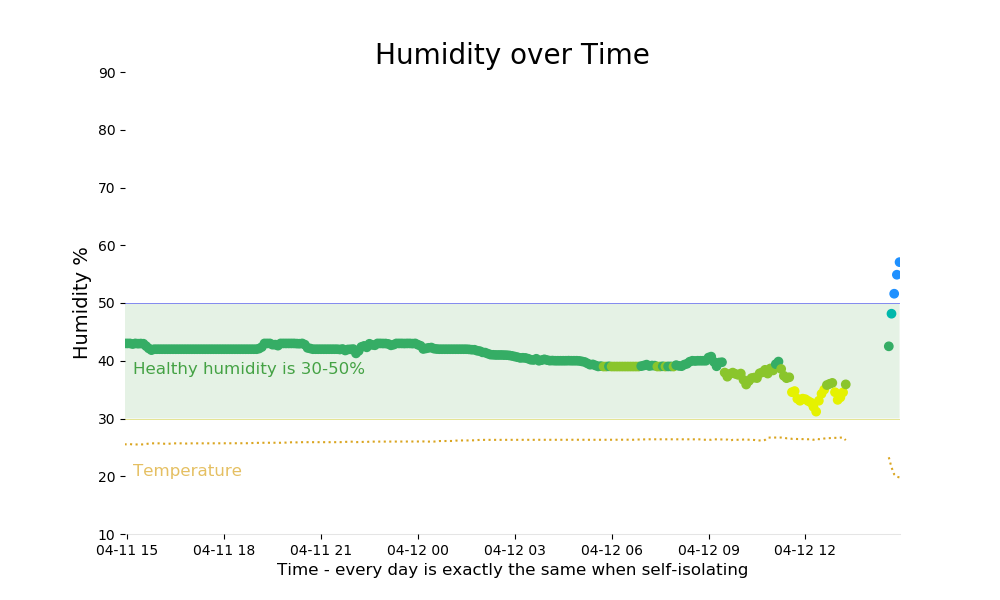 Humidity over Time
90
80
70
60
50
40
30
20
10
Humidity %
Healthy humidity is 30-50%
Temperature
04-11 15 04-11 18 04-11 21 04-12 00 04-12 03 04-12 06 04-12 09 04-12 12
Time - every day is exactly the same when self-isolating